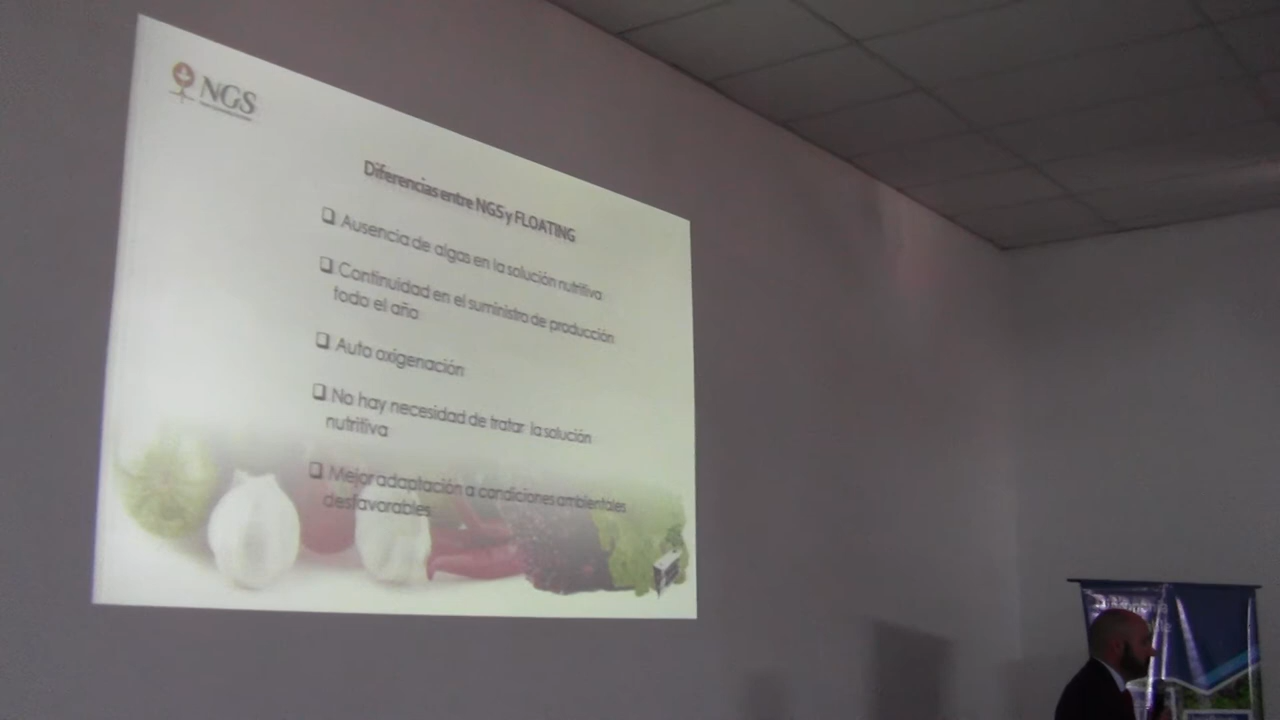 NGS
Diferencias entre NGS y FLOATING
❑ Ausencia de algas en la solución nutritiva
❑ Continuidad en el suministro de producción
todo el año
❑ Auto oxigenación
❑ No hay necesidad de tratar la solución
nutritiva
❑ Mejor adaptación a condiciones ambientales
desfavorables